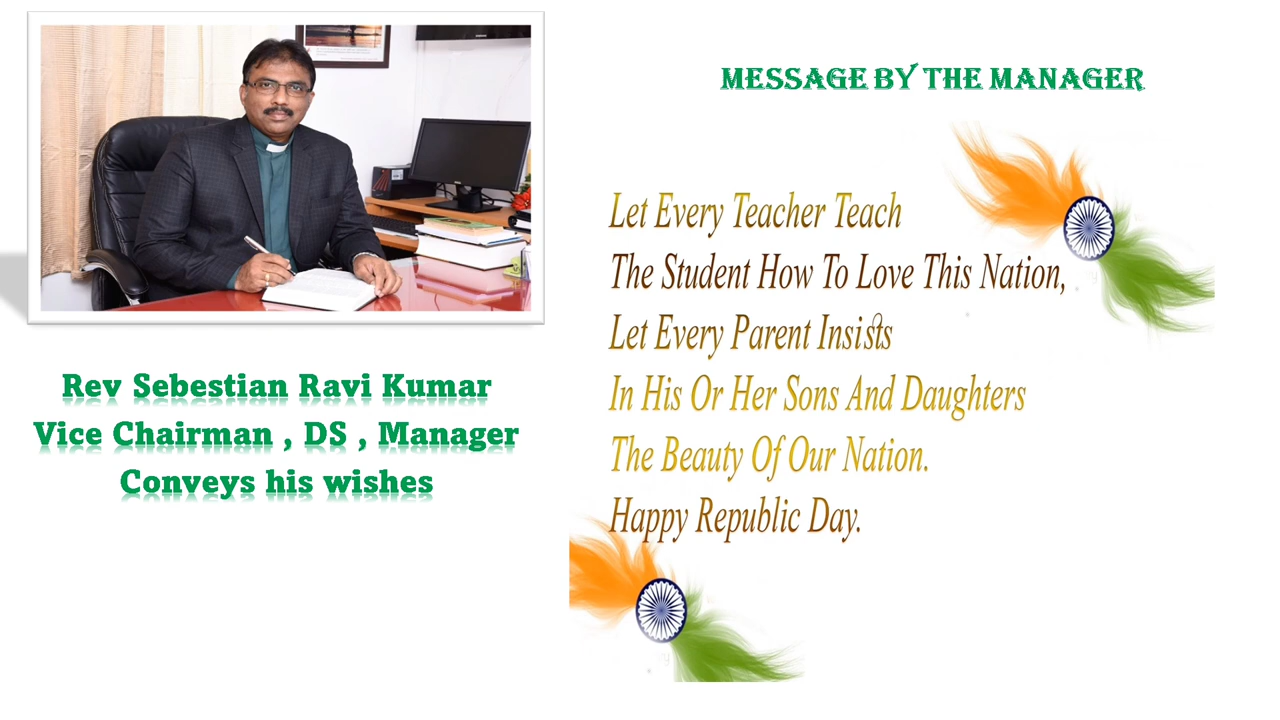 Rev Sebestian Ravi Kumar
Vice Chairman , DS , Manager
Conveys his wishes
MESSAGE BY THE MANAGER
Let Every Teacher Teach
The Student How To Love This Nation,
Let Every Parent Insists
In His Or Her Sons And Daughters
The Beauty Of Our Nation.
Happy Republic Day.